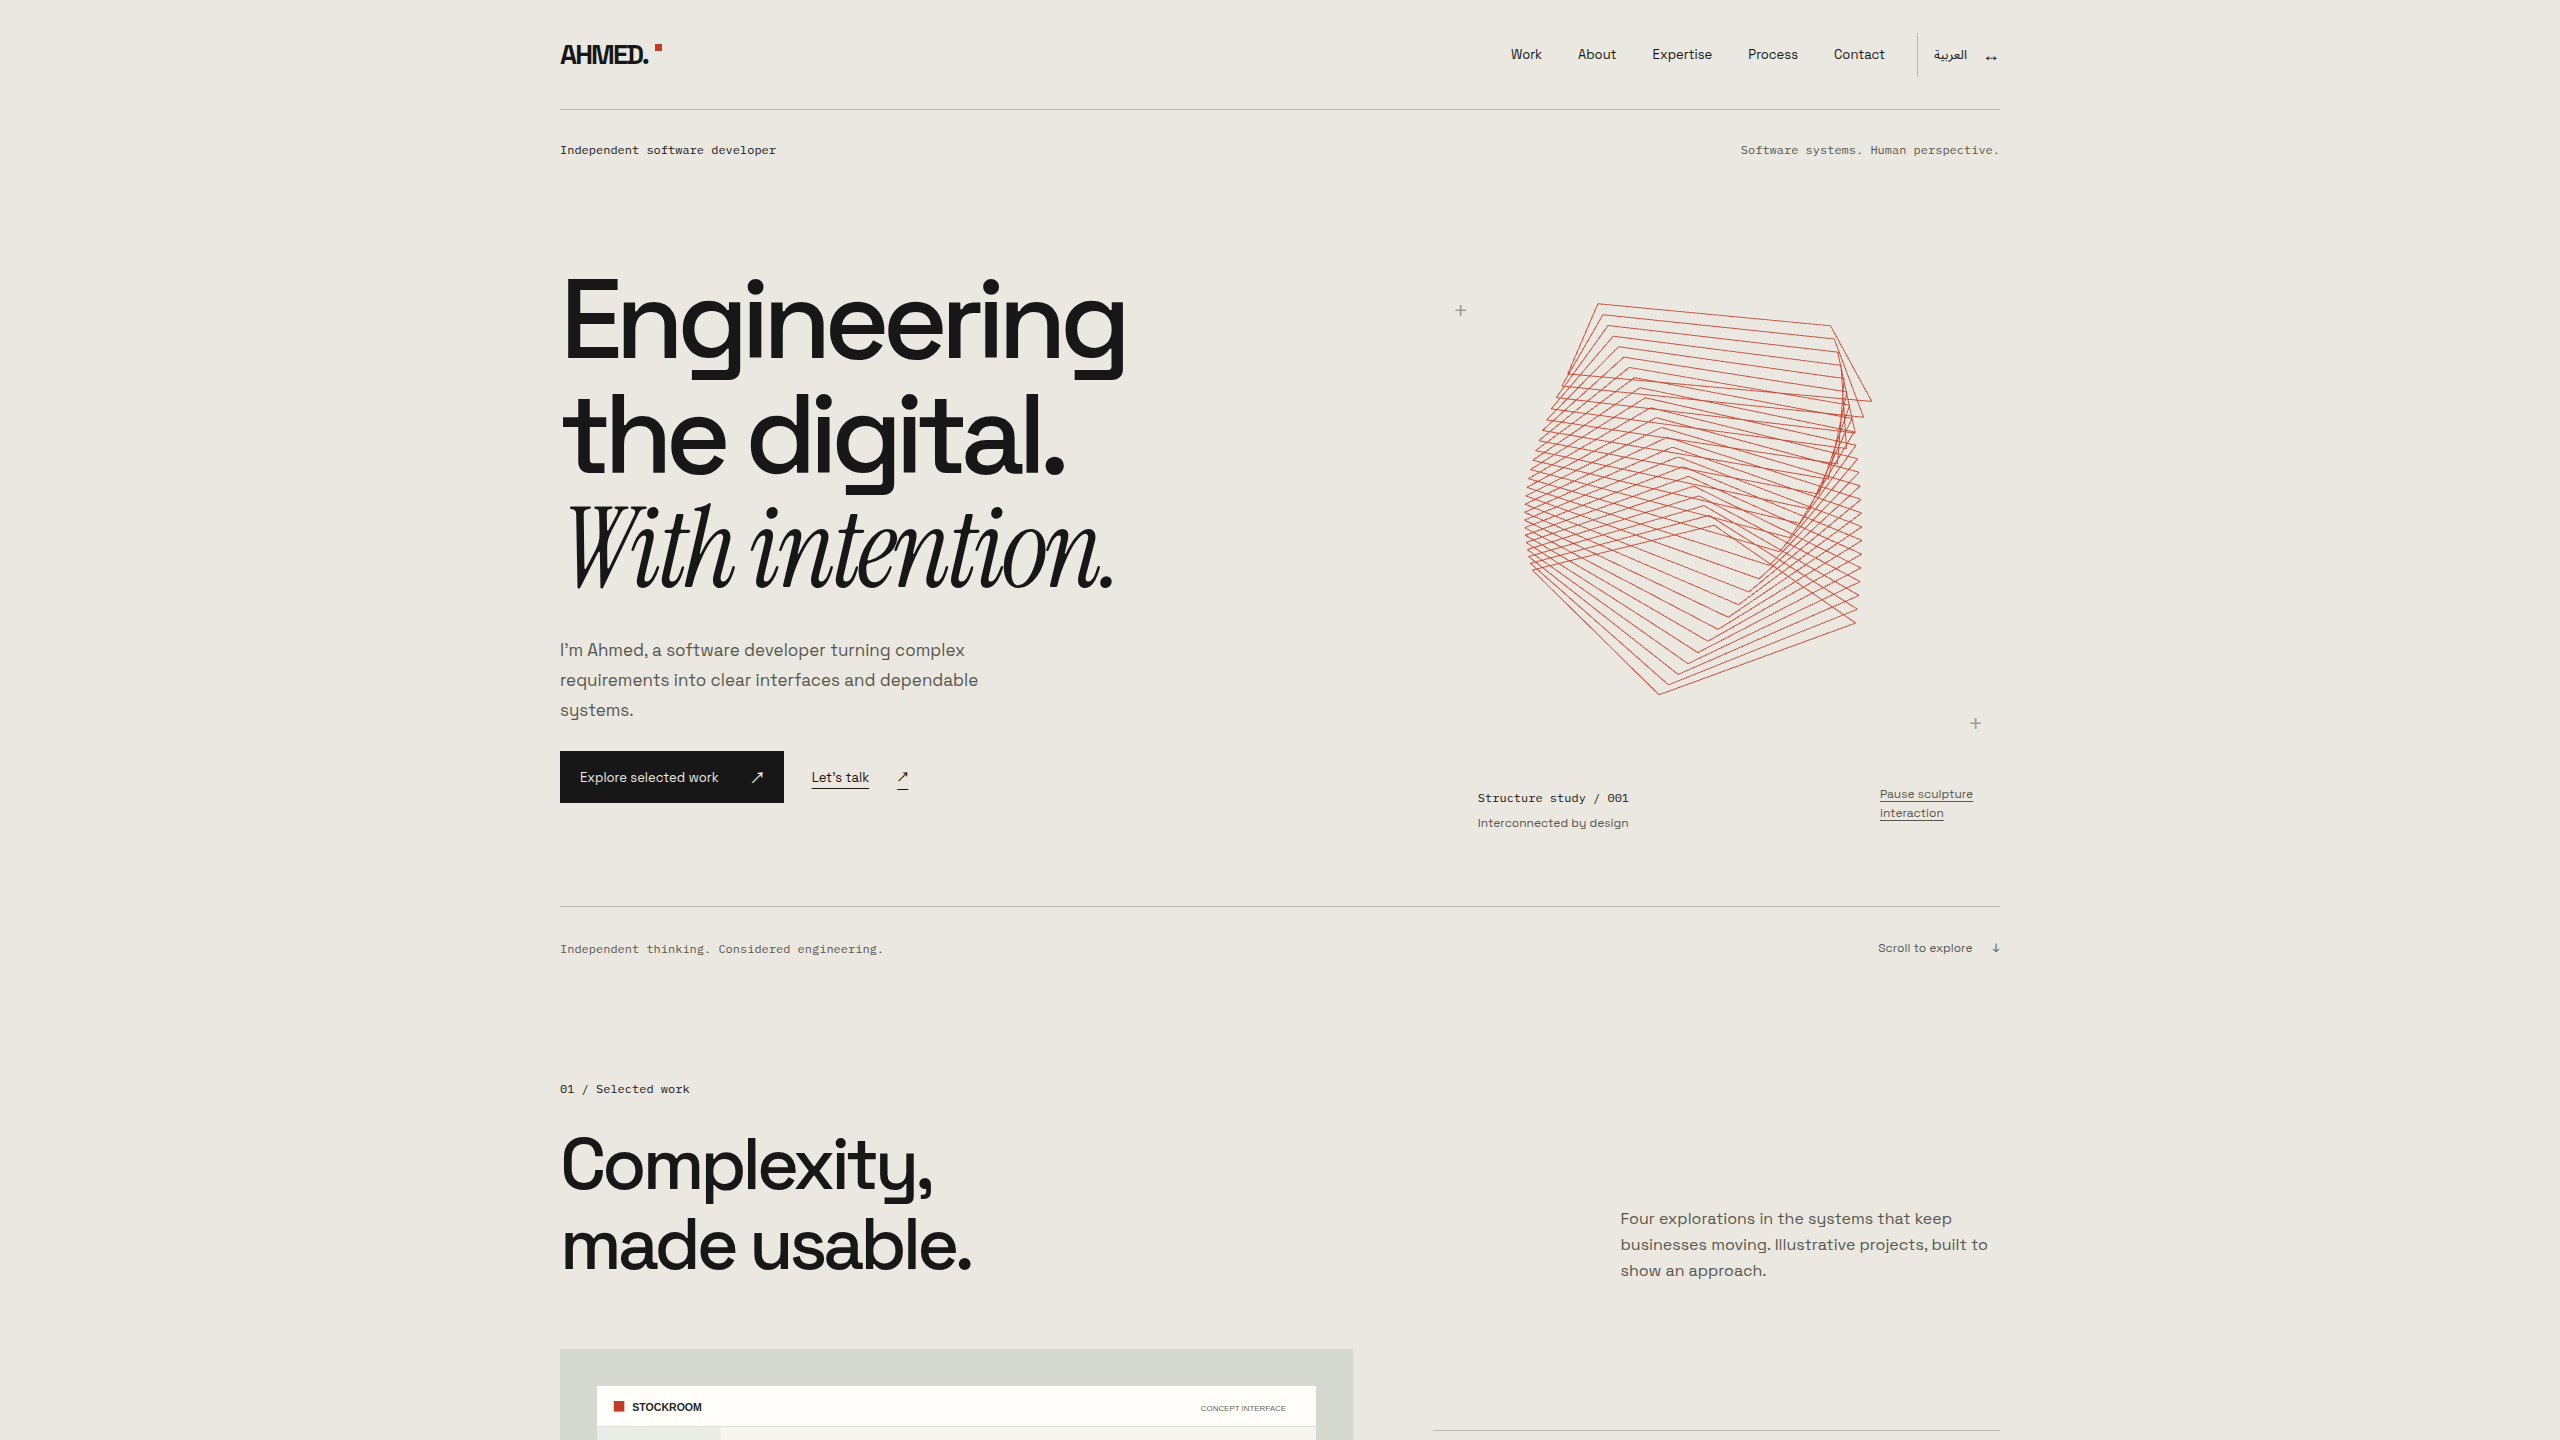 AHMED.
Work About Expertise Process Contact العربية ↔
Independent software developer
Software systems. Human perspective.
Engineering
the digital.
With intention.
I'm Ahmed, a software developer turning complex
requirements into clear interfaces and dependable
systems.
Explore selected work ↗
Let's talk ↗
+
+
Structure study / 001
Interconnected by design
Pause sculpture
interaction
Independent thinking. Considered engineering.
Scroll to explore ↓
01 / Selected work
Complexity,
made usable.
Four explorations in the systems that keep
businesses moving. Illustrative projects, built to
show an approach.
STOCKROOM
CONCEPT INTERFACE